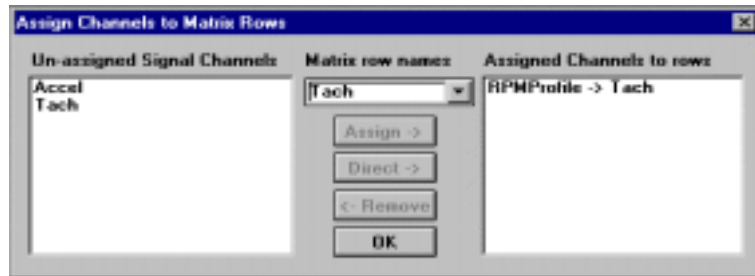 Assign Channels to Matrix Rows
Un-assigned Signal Channels
Accel
Tach
Matrix row names
Tach
Assign ->
Direct ->
<- Remove
OK
Assigned Channels to rows
RPMProfile -> Tach